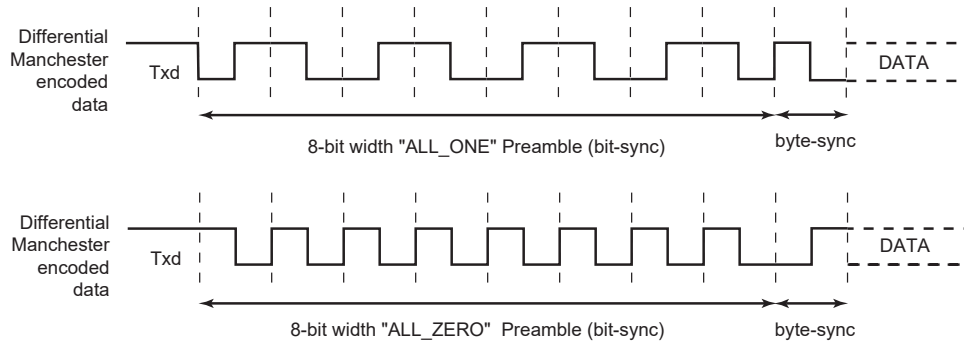 Differential
Manchester
encoded
data
Txd
DATA
8-bit width "ALL_ONE" Preamble (bit-sync)
byte-sync
Differential
Manchester
encoded
data
Txd
DATA
8-bit width "ALL_ZERO" Preamble (bit-sync)
byte-sync